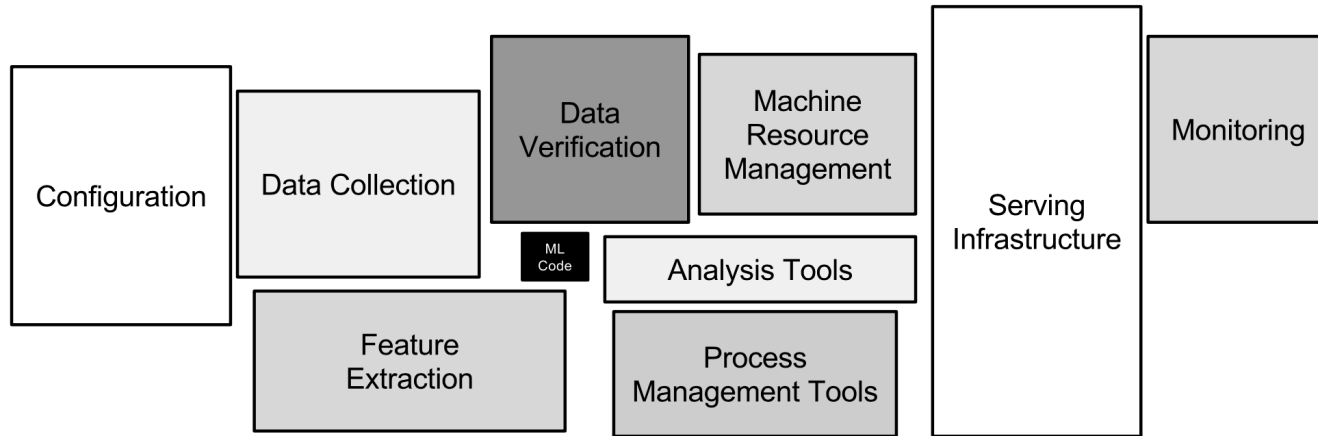 Configuration
Data Collection
Feature
Extraction
Data
Verification
ML
Code
Machine
Resource
Management
Analysis Tools
Process
Management Tools
Serving
Infrastructure
Monitoring